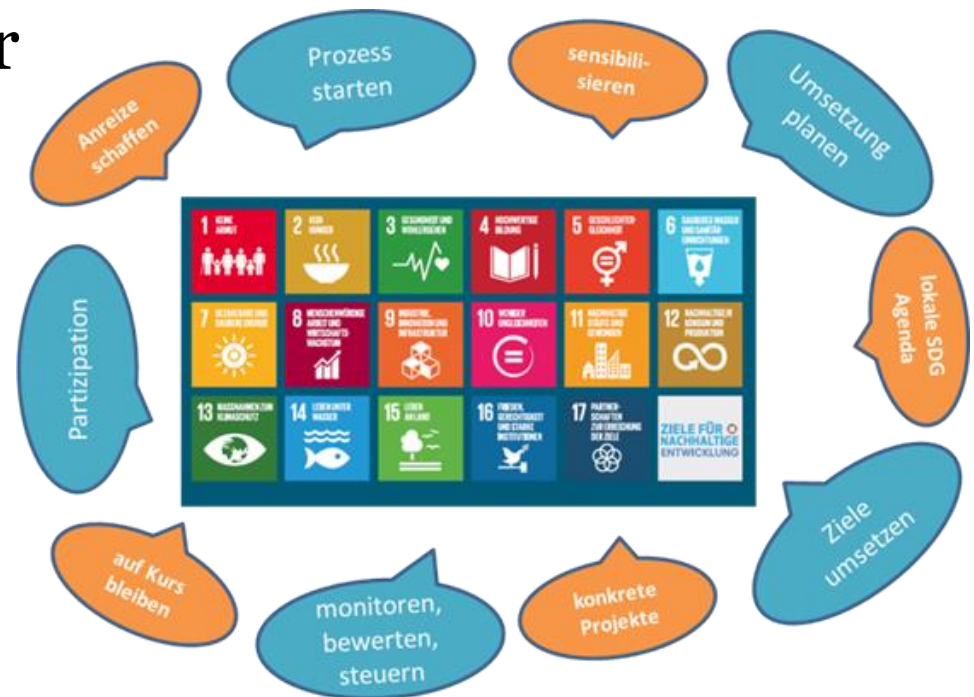 r
Prozess
starten
sensibili-
sieren
Umsetzung
planen
Anreize
schaffen
lokale SDG
Agenda
Partizipation
1 KEINE
ARMUT
2 KEIN
HUNGER
3 GESUNDHEIT UND
WOHLERGEHEN
4 HOCHWERTIGE
BILDUNG
5 GESCHLECHTER-
GLEICHHEIT
6 SAUBERES WASSER
UND SANITÄR-
EINRICHTUNGEN
7 BEZAHLBARE UND
SAUBERE ENERGIE
8 MENSCHENWÜRDIGE
ARBEIT UND
WIRTSCHAFTS-
WACHSTUM
9 INDUSTRIE,
INNOVATION UND
INFRASTRUKTUR
10 WENIGER
UNGLEICHHEITEN
11 NACHHALTIGE
STÄDTE UND
GEMEINDEN
12 NACHHALTIGE/R
KONSUM UND
PRODUKTION
13 MASSNAHMEN ZUM
KLIMASCHUTZ
14 LEBEN UNTER
WASSER
15 LEBEN
AN LAND
16 FRIEDEN,
GERECHTIGKEIT
UND STARKE
INSTITUTIONEN
17 PARTNER-
SCHAFTEN
ZUR ERREICHUNG
DER ZIELE
ZIELE FÜR
NACHHALTIGE
ENTWICKLUNG
Ziele
umsetzen
auf Kurs
bleiben
monitoren,
bewerten,
steuern
konkrete
Projekte